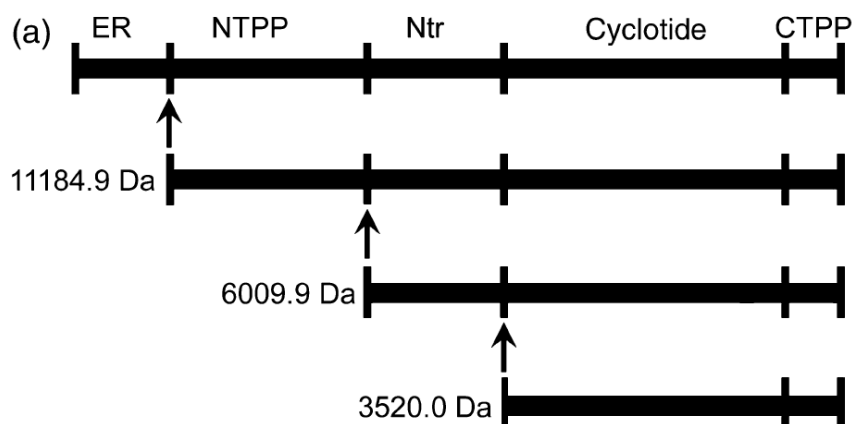 (a) ER NTPP Ntr Cyclotide CTPP
11184.9 Da
6009.9 Da
3520.0 Da